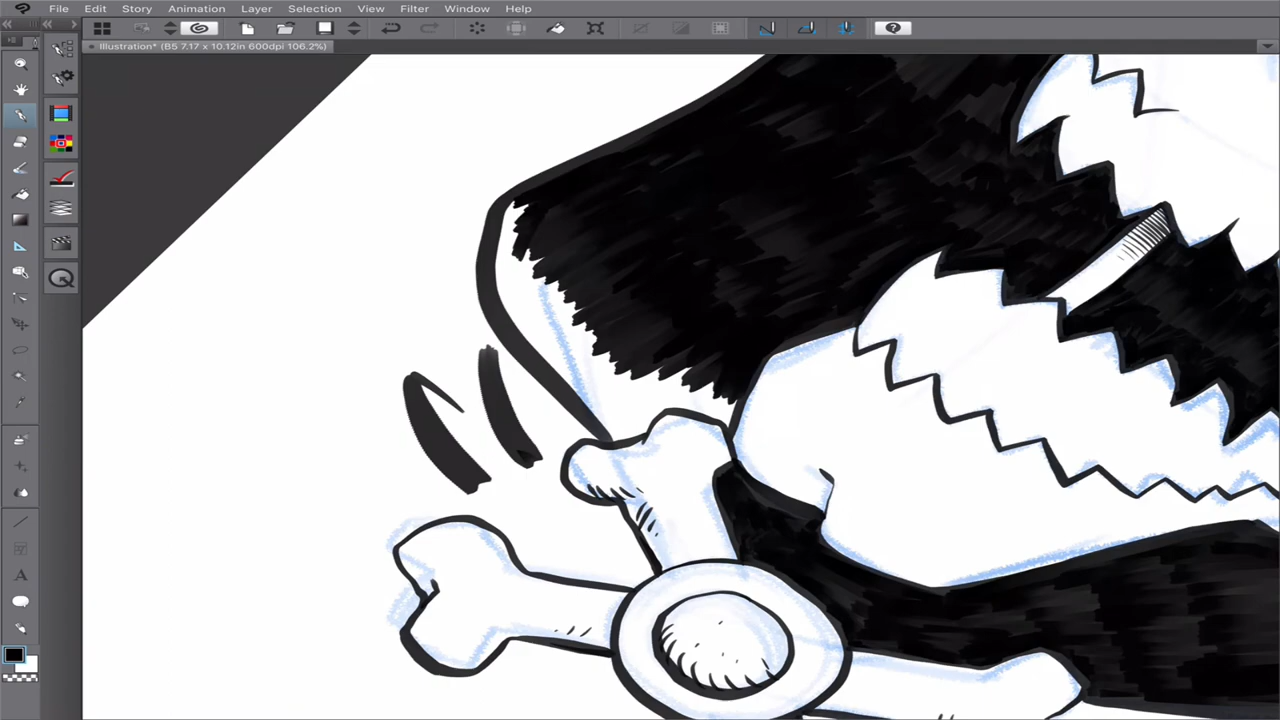 File Edit Story Animation Layer Selection View Filter Window Help
Illustration* (B5 7.17 x 10.12in 600dpi 106.2%)
A